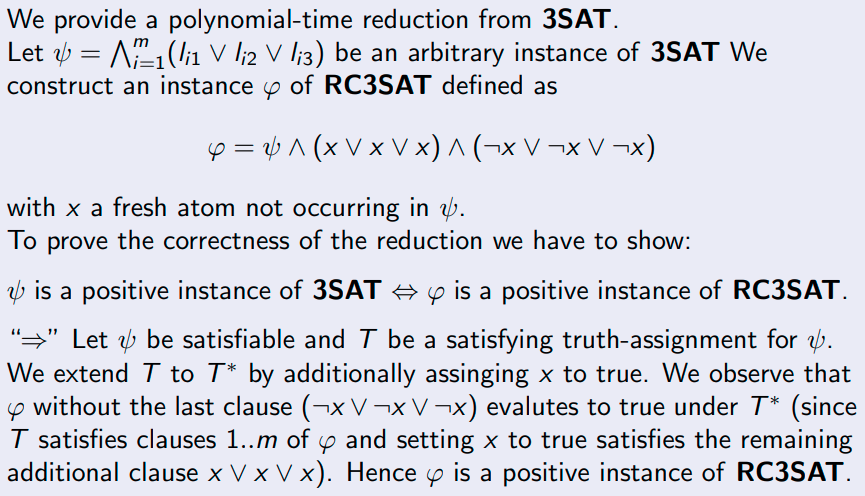 We provide a polynomial-time reduction from 3SAT.
Let ψ = ⋀ᵐᵢ₌₁(lᵢ₁ ∨ lᵢ₂ ∨ lᵢ₃) be an arbitrary instance of 3SAT We
construct an instance φ of RC3SAT defined as
φ = ψ ∧ (x ∨ x ∨ x) ∧ (¬x ∨ ¬x ∨ ¬x)
with x a fresh atom not occurring in ψ.
To prove the correctness of the reduction we have to show:
ψ is a positive instance of 3SAT ⇔ φ is a positive instance of RC3SAT.
“⇒” Let ψ be satisfiable and T be a satisfying truth-assignment for ψ.
We extend T to T* by additionally assinging x to true. We observe that
φ without the last clause (¬x ∨ ¬x ∨ ¬x) evalutes to true under T* (since
T satisfies clauses 1..m of φ and setting x to true satisfies the remaining
additional clause x ∨ x ∨ x). Hence φ is a positive instance of RC3SAT.